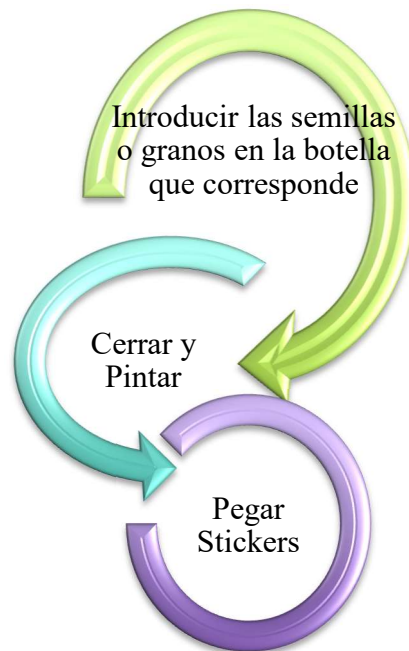 Introducir las semillas
o granos en la botella
que corresponde
Cerrar y
Pintar
Pegar
Stickers